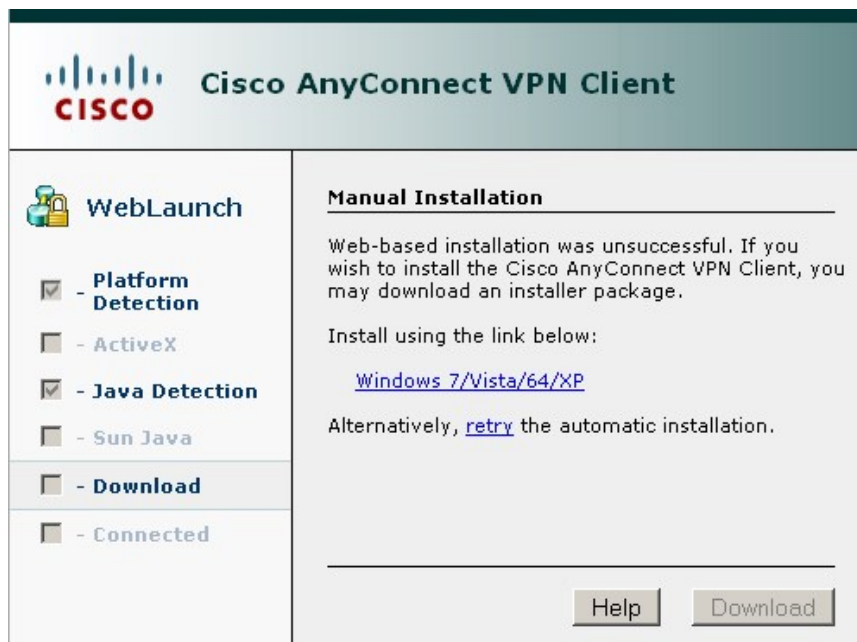 CISCO
Cisco AnyConnect VPN Client
WebLaunch
- Platform
Detection
- ActiveX
- Java Detection
- Sun Java
- Download
- Connected
Manual Installation
Web-based installation was unsuccessful. If you
wish to install the Cisco AnyConnect VPN Client, you
may download an installer package.
Install using the link below:
Windows 7/Vista/64/XP
Alternatively, retry the automatic installation.
Help
Download